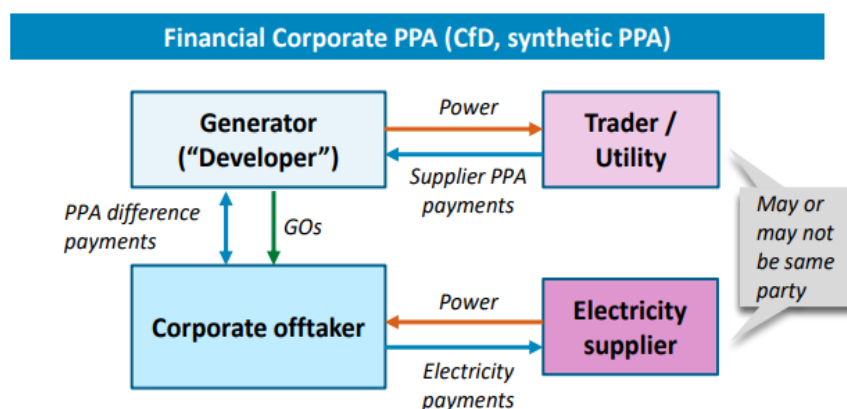 Financial Corporate PPA (CfD, synthetic PPA)
Generator
(“Developer”)
Power
Trader /
Utility
Supplier PPA
payments
PPA difference
payments
GOs
May or
may not
be same
party
Corporate offtaker
Power
Electricity
supplier
Electricity
payments